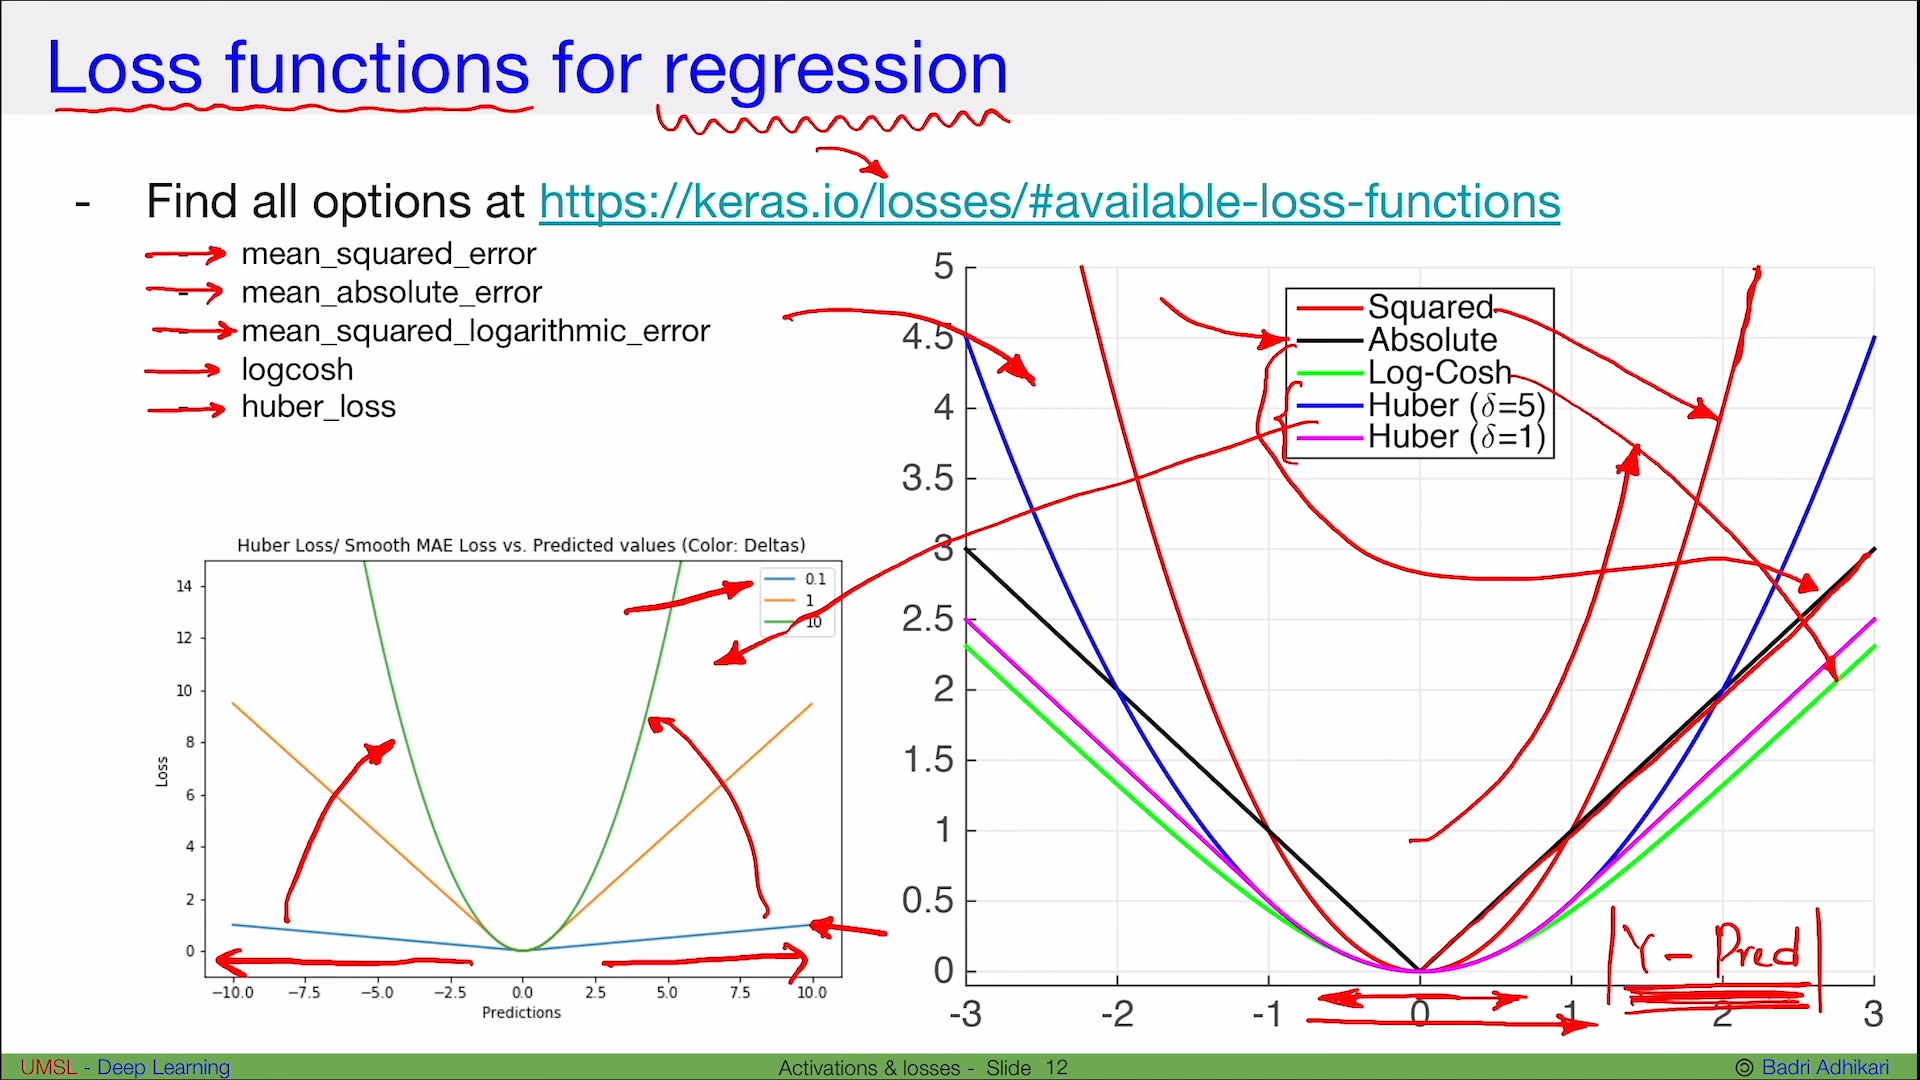 Loss functions for regression
- Find all options at https://keras.io/losses/#available-loss-functions
mean_squared_error
- mean_absolute_error
- mean_squared_logarithmic_error
logcosh
- huber_loss
Huber Loss/ Smooth MAE Loss vs. Predicted values (Color: Deltas)
0.1
1
10
14
12
10
8
6
4
2
0
Loss
−10.0 −7.5 −5.0 −2.5 0.0 2.5 5.0 7.5 10.0
Predictions
5
4.5
4
3.5
3
2.5
2
1.5
1
0.5
0
-3 -2 -1 0 1 2 3
Squared
Absolute
Log-Cosh
Huber (δ=5)
Huber (δ=1)
|Y - Pred|
UMSL - Deep Learning
Activations & losses - Slide 12
© Badri Adhikari